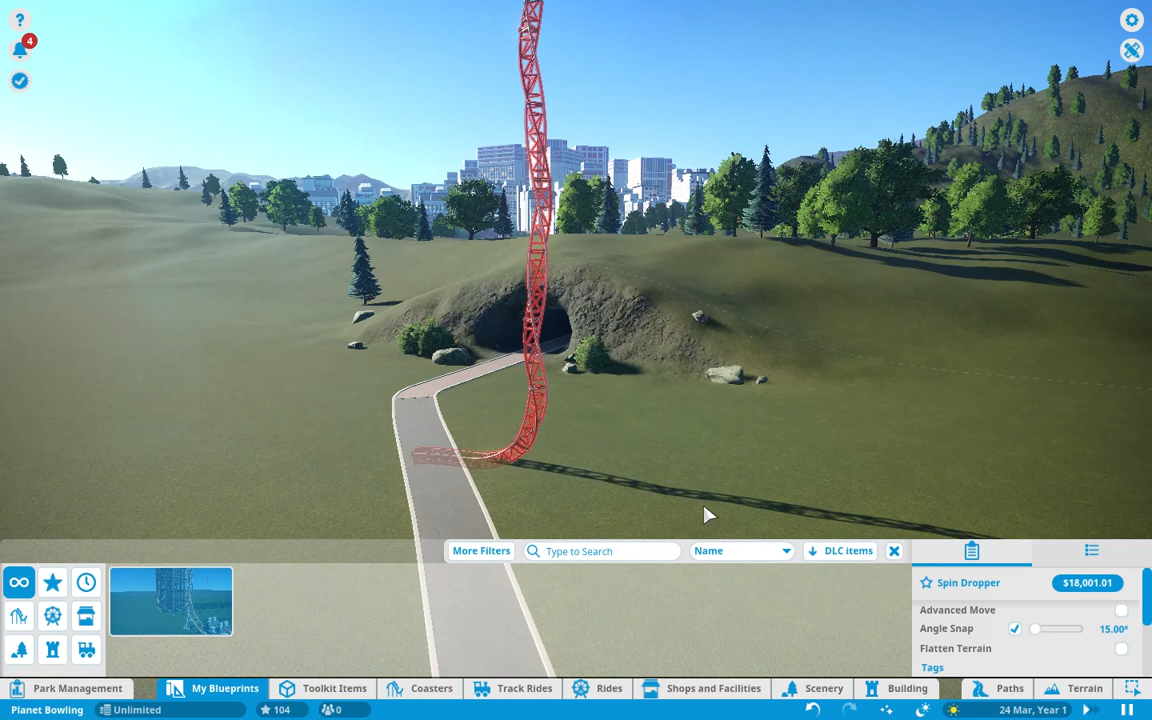 ?
4
More Filters
Type to Search
Name
DLC items
Spin Dropper
$18,001.01
Advanced Move
Angle Snap
15.00°
Flatten Terrain
Tags
Park Management
My Blueprints
Toolkit Items
Coasters
Track Rides
Rides
Shops and Facilities
Scenery
Building
Paths
Terrain
Planet Bowling
Unlimited
104
0
24 Mar, Year 1